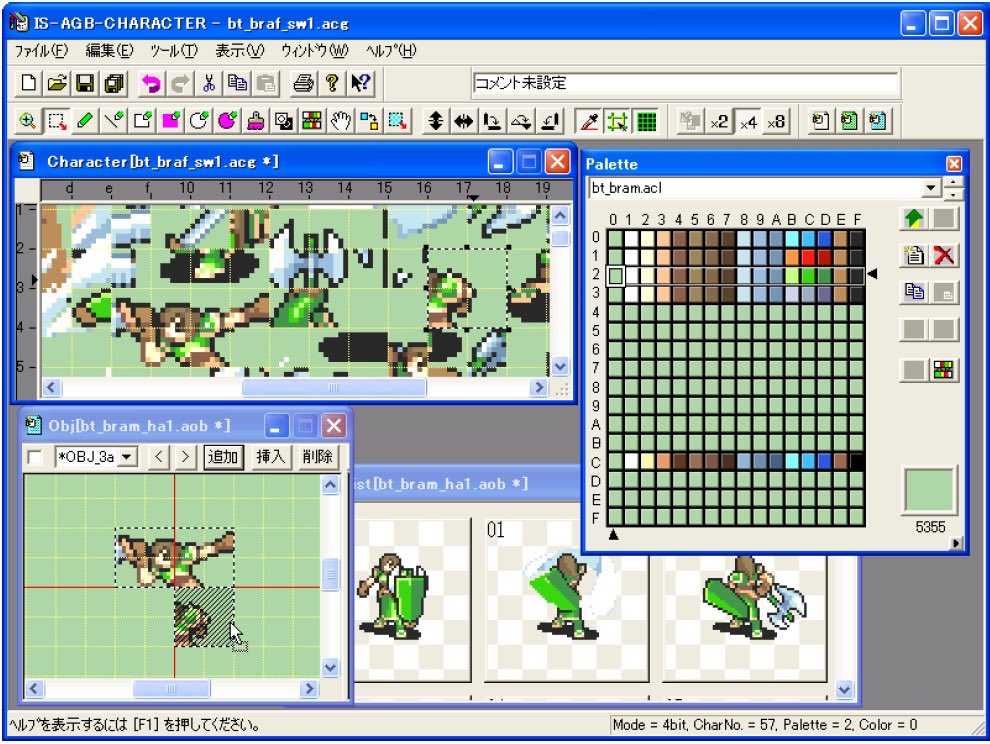 IS-AGB-CHARACTER - bt_braf_sw1.acg
ファイル(F) 編集(E) ツール(T) 表示(V) ウィンドウ(W) ヘルプ(H)
コメント未設定
×2 ×4 ×8
Character[bt_braf_sw1.acg *]
d e f 10 11 12 13 14 15 16 17 18 19
1
2
3
4
5
Palette
bt_bram.acl
0 1 2 3 4 5 6 7 8 9 A B C D E F
0
1
2
3
4
5
6
7
8
9
A
B
C
D
E
F
5355
Obj[bt_bram_ha1.aob *]
*OBJ_3a < > 追加 挿入 削除
ist[bt_bram_ha1.aob *]
01
ヘルプを表示するには [F1] を押してください。
Mode = 4bit, CharNo. = 57, Palette = 2, Color = 0